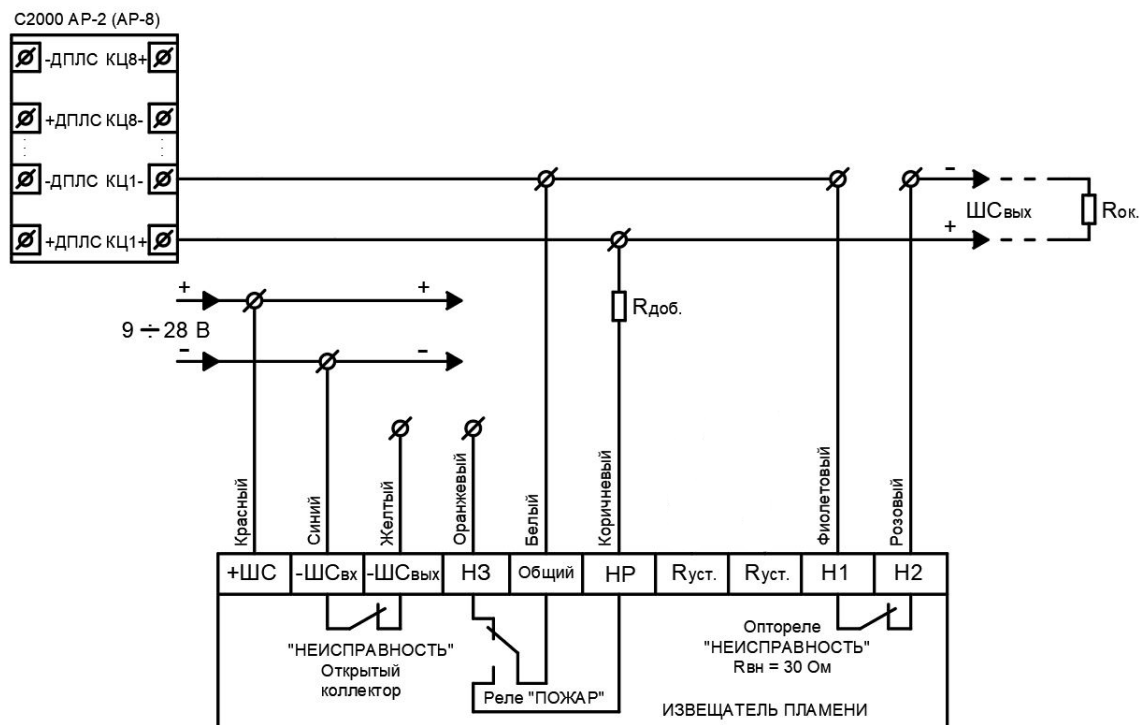 С2000 АР-2 (АР-8)
-ДПЛС КЦ8+
+ДПЛС КЦ8-
-ДПЛС КЦ1-
+ДПЛС КЦ1+
-
ШСвых
+
Rок.
+
+
9 ÷ 28 В
-
-
Rдоб.
Красный
Синий
Желтый
Оранжевый
Белый
Коричневый
Фиолетовый
Розовый
+ШС
-ШСвх
-ШСвых
НЗ
Общий
НР
Rуст.
Rуст.
Н1
Н2
"НЕИСПРАВНОСТЬ"
Открытый
коллектор
Реле "ПОЖАР"
Оптореле
"НЕИСПРАВНОСТЬ"
Rвн = 30 Ом
ИЗВЕЩАТЕЛЬ ПЛАМЕНИ